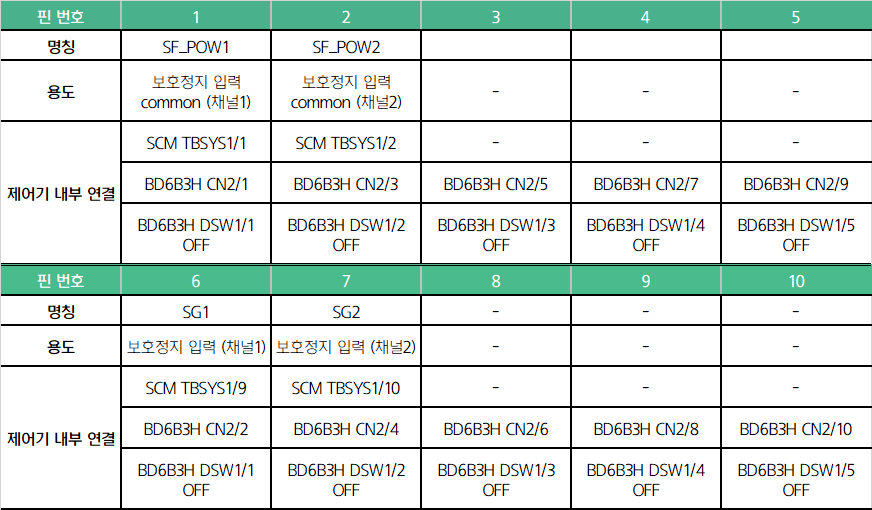 핀 번호 1 2 3 4 5
명칭 SF_POW1 SF_POW2
용도 보호정지 입력 common (채널1) 보호정지 입력 common (채널2) - - -
제어기 내부 연결 SCM TBSYS1/1 SCM TBSYS1/2 - - -
BD6B3H CN2/1 BD6B3H CN2/3 BD6B3H CN2/5 BD6B3H CN2/7 BD6B3H CN2/9
BD6B3H DSW1/1 OFF BD6B3H DSW1/2 OFF BD6B3H DSW1/3 OFF BD6B3H DSW1/4 OFF BD6B3H DSW1/5 OFF
핀 번호 6 7 8 9 10
명칭 SG1 SG2 - - -
용도 보호정지 입력 (채널1) 보호정지 입력 (채널2) - - -
제어기 내부 연결 SCM TBSYS1/9 SCM TBSYS1/10 - - -
BD6B3H CN2/2 BD6B3H CN2/4 BD6B3H CN2/6 BD6B3H CN2/8 BD6B3H CN2/10
BD6B3H DSW1/1 OFF BD6B3H DSW1/2 OFF BD6B3H DSW1/3 OFF BD6B3H DSW1/4 OFF BD6B3H DSW1/5 OFF